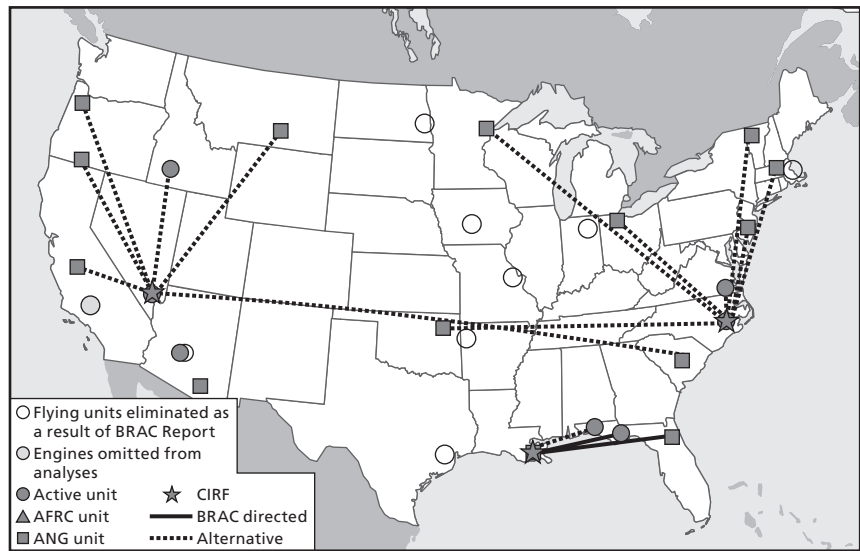 Flying units eliminated as
a result of BRAC Report
Engines omitted from
analyses
Active unit
AFRC unit
ANG unit
CIRF
BRAC directed
Alternative